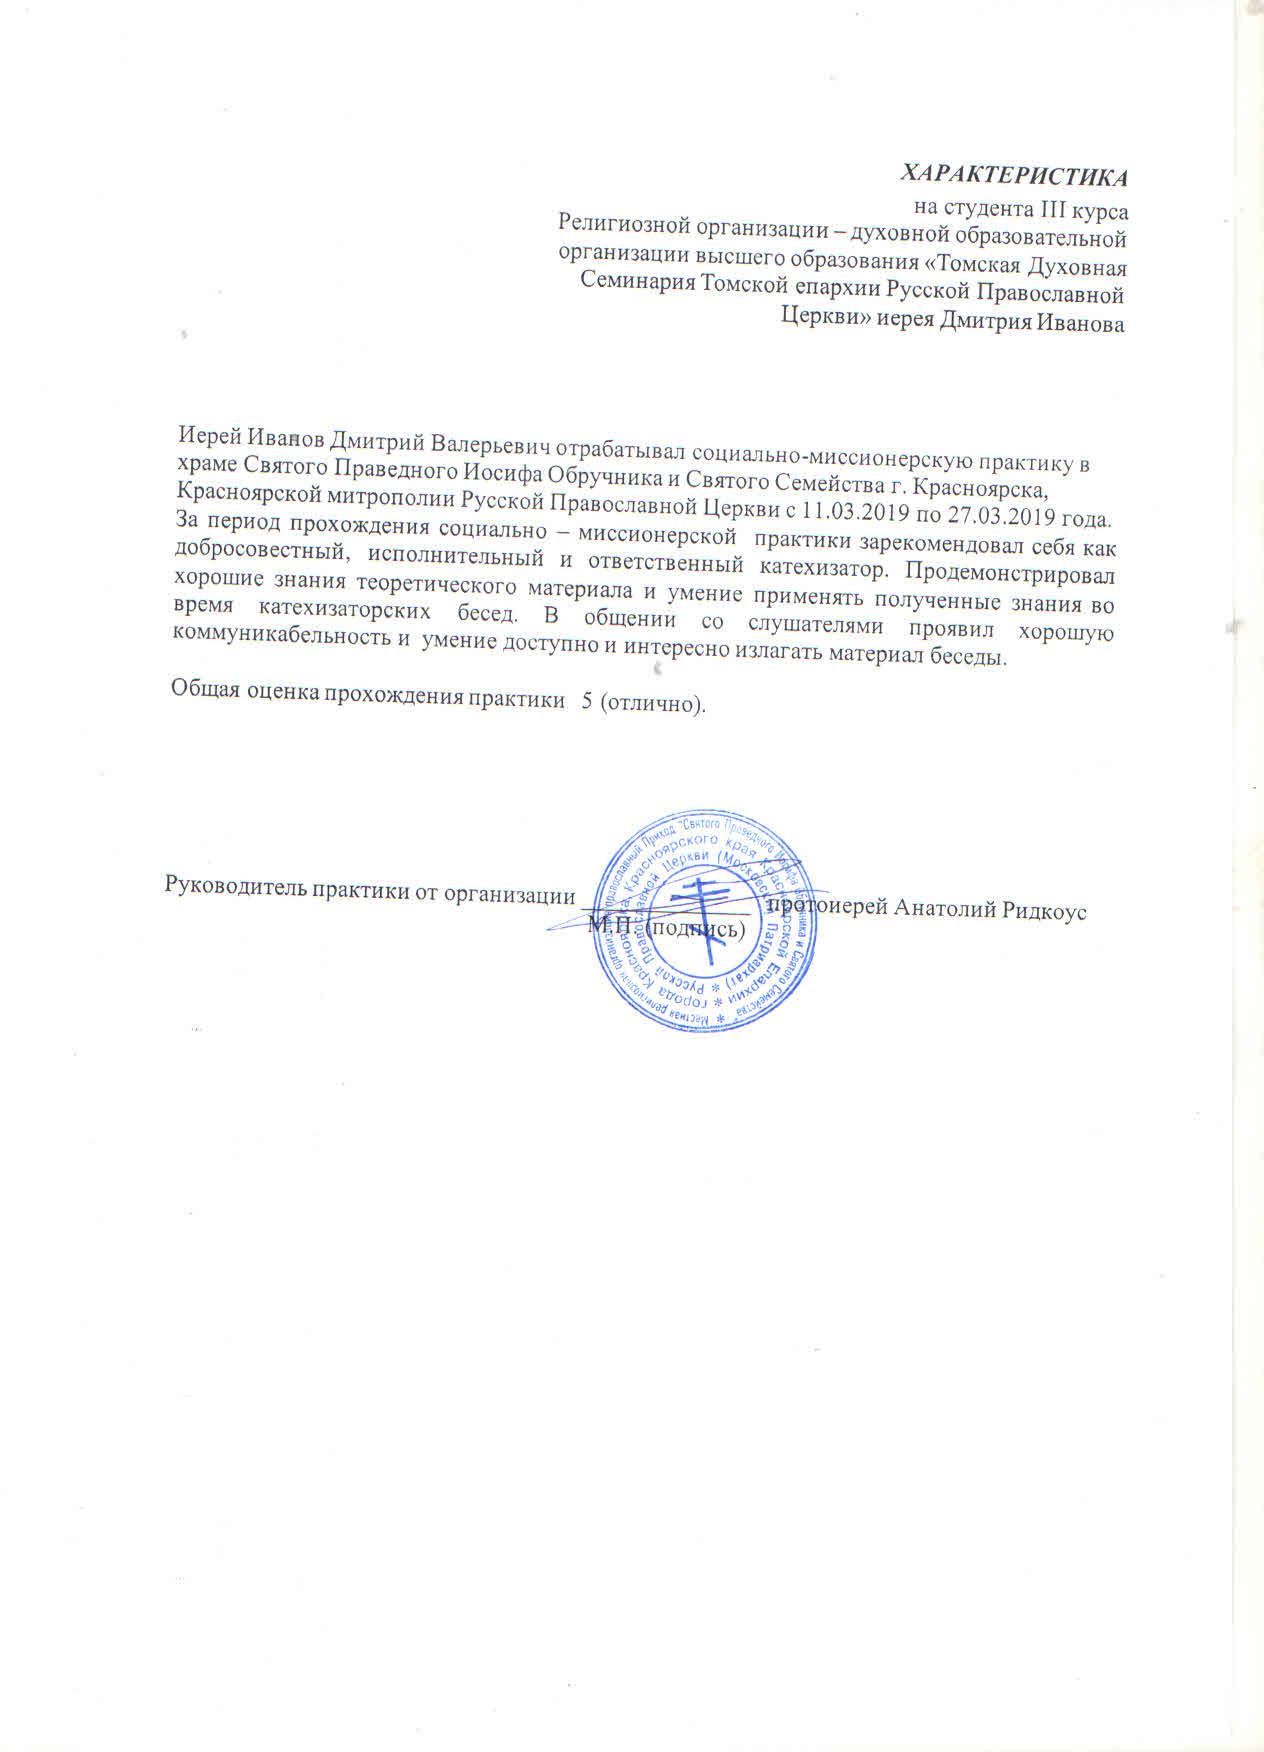 ХАРАКТЕРИСТИКА
на студента III курса
Религиозной организации – духовной образовательной
организации высшего образования «Томская Духовная
Семинария Томской епархии Русской Православной
Церкви» иерея Дмитрия Иванова
Иерей Иванов Дмитрий Валерьевич отрабатывал социально-миссионерскую практику в
храме Святого Праведного Иосифа Обручника и Святого Семейства г. Красноярска,
Красноярской митрополии Русской Православной Церкви с 11.03.2019 по 27.03.2019 года.
За период прохождения социально – миссионерской практики зарекомендовал себя как
добросовестный, исполнительный и ответственный катехизатор. Продемонстрировал
хорошие знания теоретического материала и умение применять полученные знания во
время катехизаторских бесед. В общении со слушателями проявил хорошую
коммуникабельность и умение доступно и интересно излагать материал беседы.
Общая оценка прохождения практики 5 (отлично).
Руководитель практики от организации ______________ протоиерей Анатолий Ридкоус
М.П. (подпись)
* Местная религиозная организация православный Приход "Святого Праведного Иосифа Обручника и Святого Семейства"
* города Красноярска Красноярского края Красноярской Епархии
* Русской Православной Церкви (Московский Патриархат)